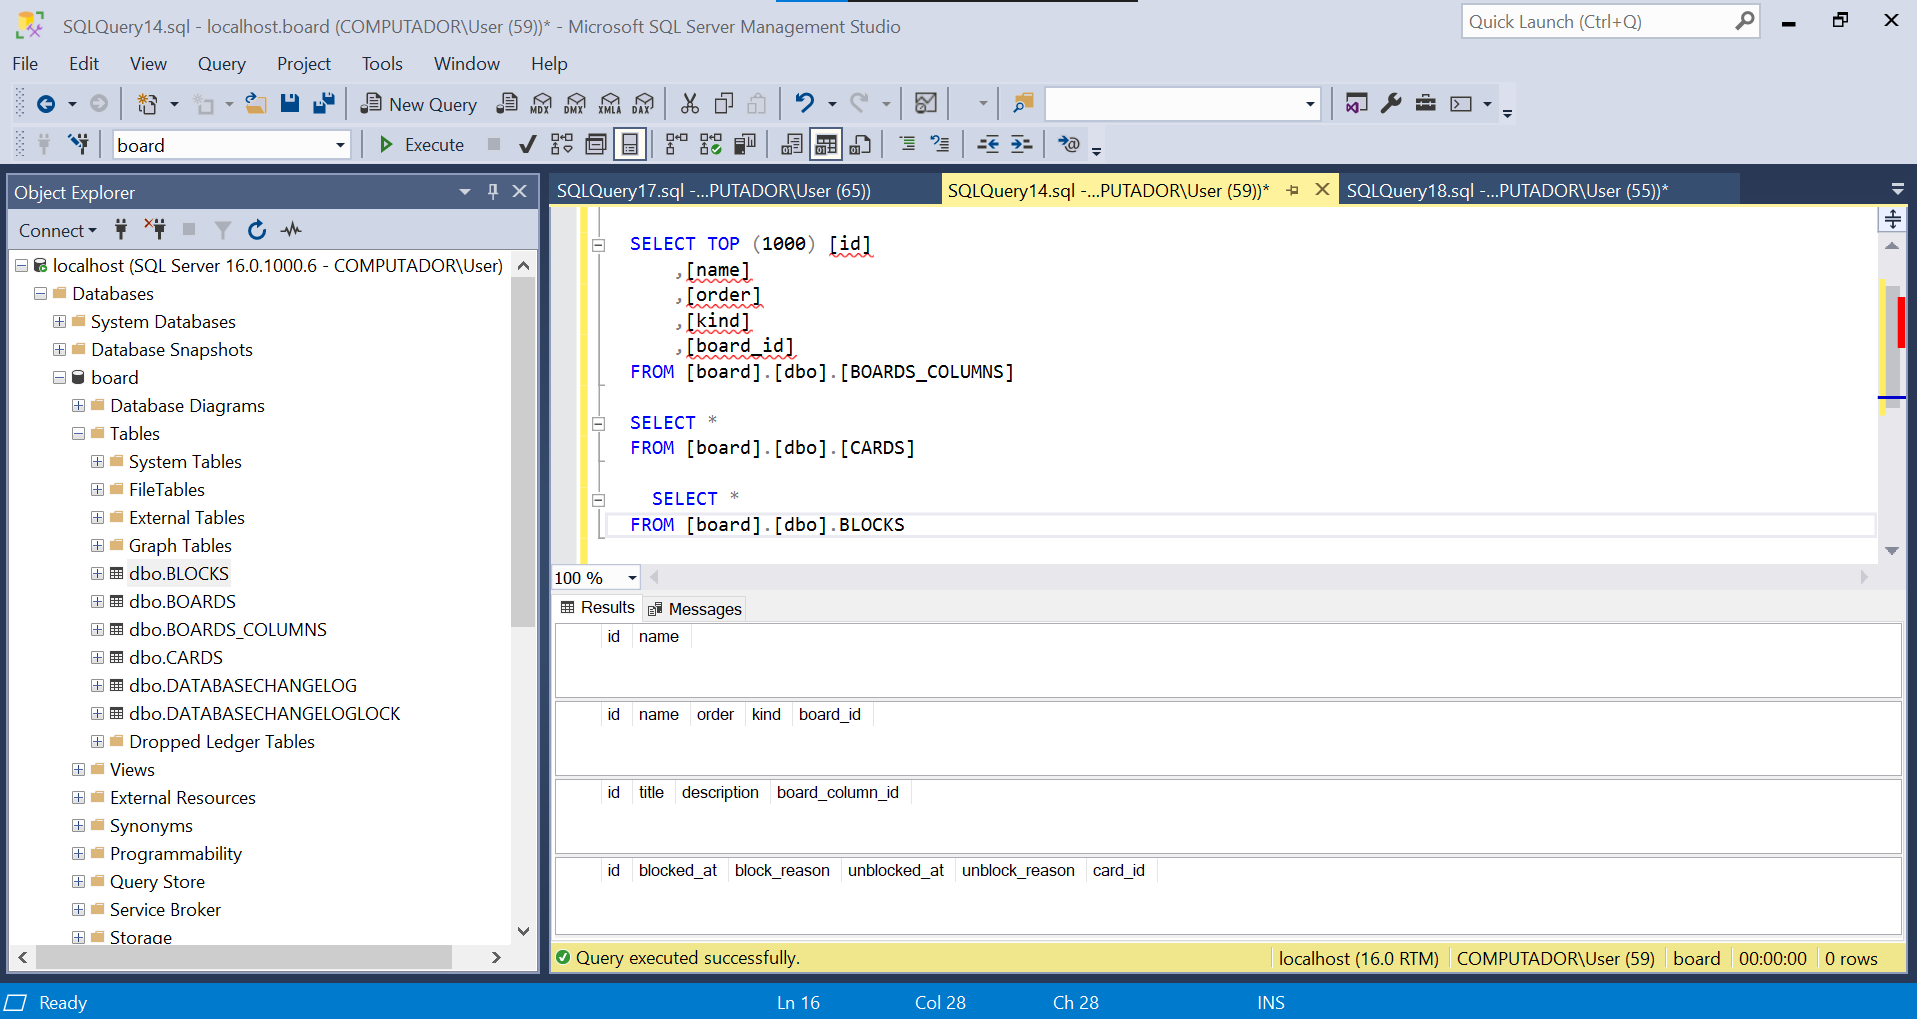 SQLQuery14.sql - localhost.board (COMPUTADOR\User (59))* - Microsoft SQL Server Management Studio
Quick Launch (Ctrl+Q)
File Edit View Query Project Tools Window Help
New Query MDX DMX XMLA DAX
board Execute
Object Explorer
Connect
localhost (SQL Server 16.0.1000.6 - COMPUTADOR\User)
Databases
System Databases
Database Snapshots
board
Database Diagrams
Tables
System Tables
FileTables
External Tables
Graph Tables
dbo.BLOCKS
dbo.BOARDS
dbo.BOARDS_COLUMNS
dbo.CARDS
dbo.DATABASECHANGELOG
dbo.DATABASECHANGELOGLOCK
Dropped Ledger Tables
Views
External Resources
Synonyms
Programmability
Query Store
Service Broker
Storage
SQLQuery17.sql -...PUTADOR\User (65)) SQLQuery14.sql -...PUTADOR\User (59))* SQLQuery18.sql -...PUTADOR\User (55))*
SELECT TOP (1000) [id]
,[name]
,[order]
,[kind]
,[board_id]
FROM [board].[dbo].[BOARDS_COLUMNS]
SELECT *
FROM [board].[dbo].[CARDS]
SELECT *
FROM [board].[dbo].BLOCKS
100 %
Results Messages
id name
id name order kind board_id
id title description board_column_id
id blocked_at block_reason unblocked_at unblock_reason card_id
Query executed successfully. localhost (16.0 RTM) COMPUTADOR\User (59) board 00:00:00 0 rows
Ready Ln 16 Col 28 Ch 28 INS